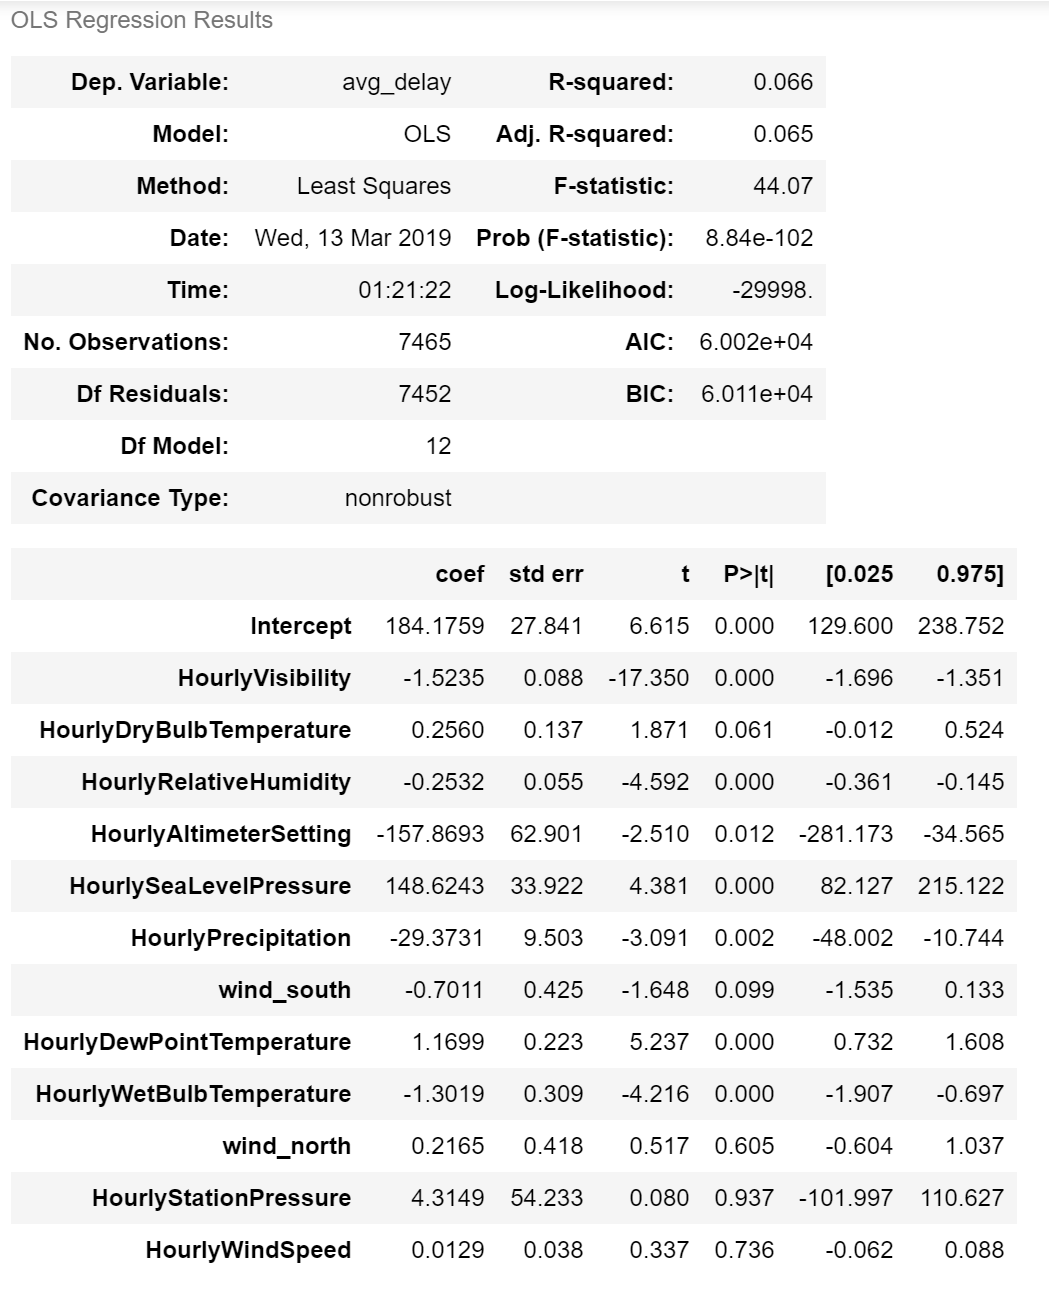 OLS Regression Results
Dep. Variable: avg_delay R-squared: 0.066
Model: OLS Adj. R-squared: 0.065
Method: Least Squares F-statistic: 44.07
Date: Wed, 13 Mar 2019 Prob (F-statistic): 8.84e-102
Time: 01:21:22 Log-Likelihood: -29998.
No. Observations: 7465 AIC: 6.002e+04
Df Residuals: 7452 BIC: 6.011e+04
Df Model: 12
Covariance Type: nonrobust
coef std err t P>|t| [0.025 0.975]
Intercept 184.1759 27.841 6.615 0.000 129.600 238.752
HourlyVisibility -1.5235 0.088 -17.350 0.000 -1.696 -1.351
HourlyDryBulbTemperature 0.2560 0.137 1.871 0.061 -0.012 0.524
HourlyRelativeHumidity -0.2532 0.055 -4.592 0.000 -0.361 -0.145
HourlyAltimeterSetting -157.8693 62.901 -2.510 0.012 -281.173 -34.565
HourlySeaLevelPressure 148.6243 33.922 4.381 0.000 82.127 215.122
HourlyPrecipitation -29.3731 9.503 -3.091 0.002 -48.002 -10.744
wind_south -0.7011 0.425 -1.648 0.099 -1.535 0.133
HourlyDewPointTemperature 1.1699 0.223 5.237 0.000 0.732 1.608
HourlyWetBulbTemperature -1.3019 0.309 -4.216 0.000 -1.907 -0.697
wind_north 0.2165 0.418 0.517 0.605 -0.604 1.037
HourlyStationPressure 4.3149 54.233 0.080 0.937 -101.997 110.627
HourlyWindSpeed 0.0129 0.038 0.337 0.736 -0.062 0.088